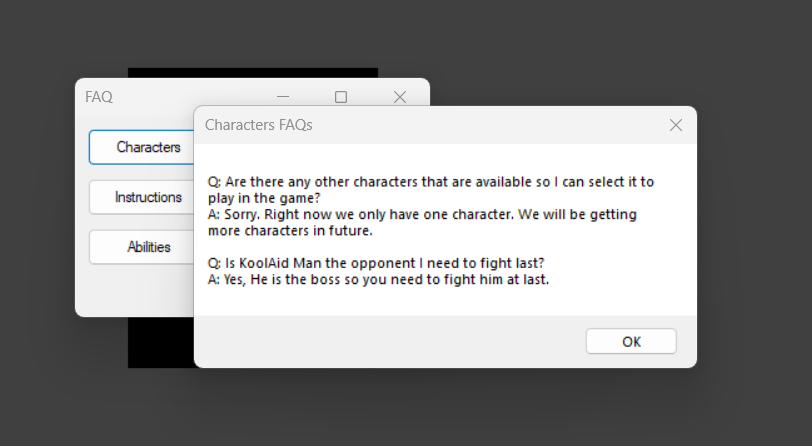 FAQ
Characters
Instructions
Abilities
Characters FAQs
Q: Are there any other characters that are available so I can select it to
play in the game?
A: Sorry. Right now we only have one character. We will be getting
more characters in future.
Q: Is KoolAid Man the opponent I need to fight last?
A: Yes, He is the boss so you need to fight him at last.
OK